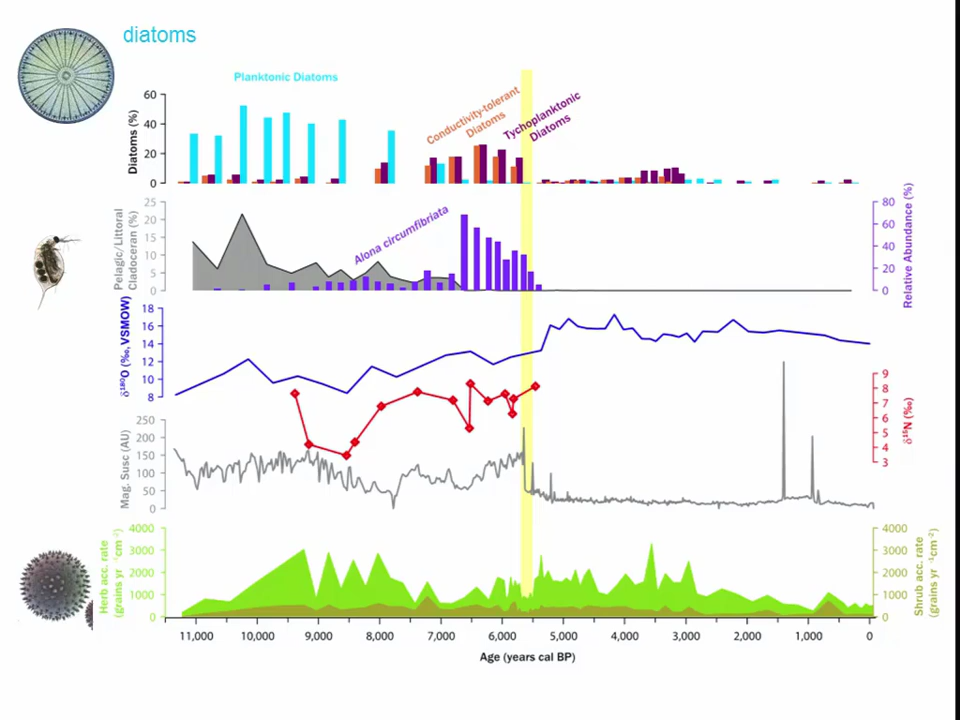 diatoms
Planktonic Diatoms
Conductivity-tolerant
Diatoms
Tychoplanktonic
Diatoms
Diatoms (%)
60
40
20
0
Pelagic/Littoral
Cladoceran (%)
25
20
15
10
5
0
Alona circumfibriata
80
60
40
20
0
Relative Abundance (%)
δ¹⁸O (‰, VSMOW)
18
16
14
12
10
8
9
8
7
6
5
4
3
δ¹⁵N (‰)
Mag. Susc (AU)
250
200
150
100
50
0
Herb acc. rate
(grains yr ⁻¹cm⁻²)
4000
3000
2000
1000
0
4000
3000
2000
1000
0
Shrub acc. rate
(grains yr ⁻¹cm⁻²)
11,000 10,000 9,000 8,000 7,000 6,000 5,000 4,000 3,000 2,000 1,000 0
Age (years cal BP)